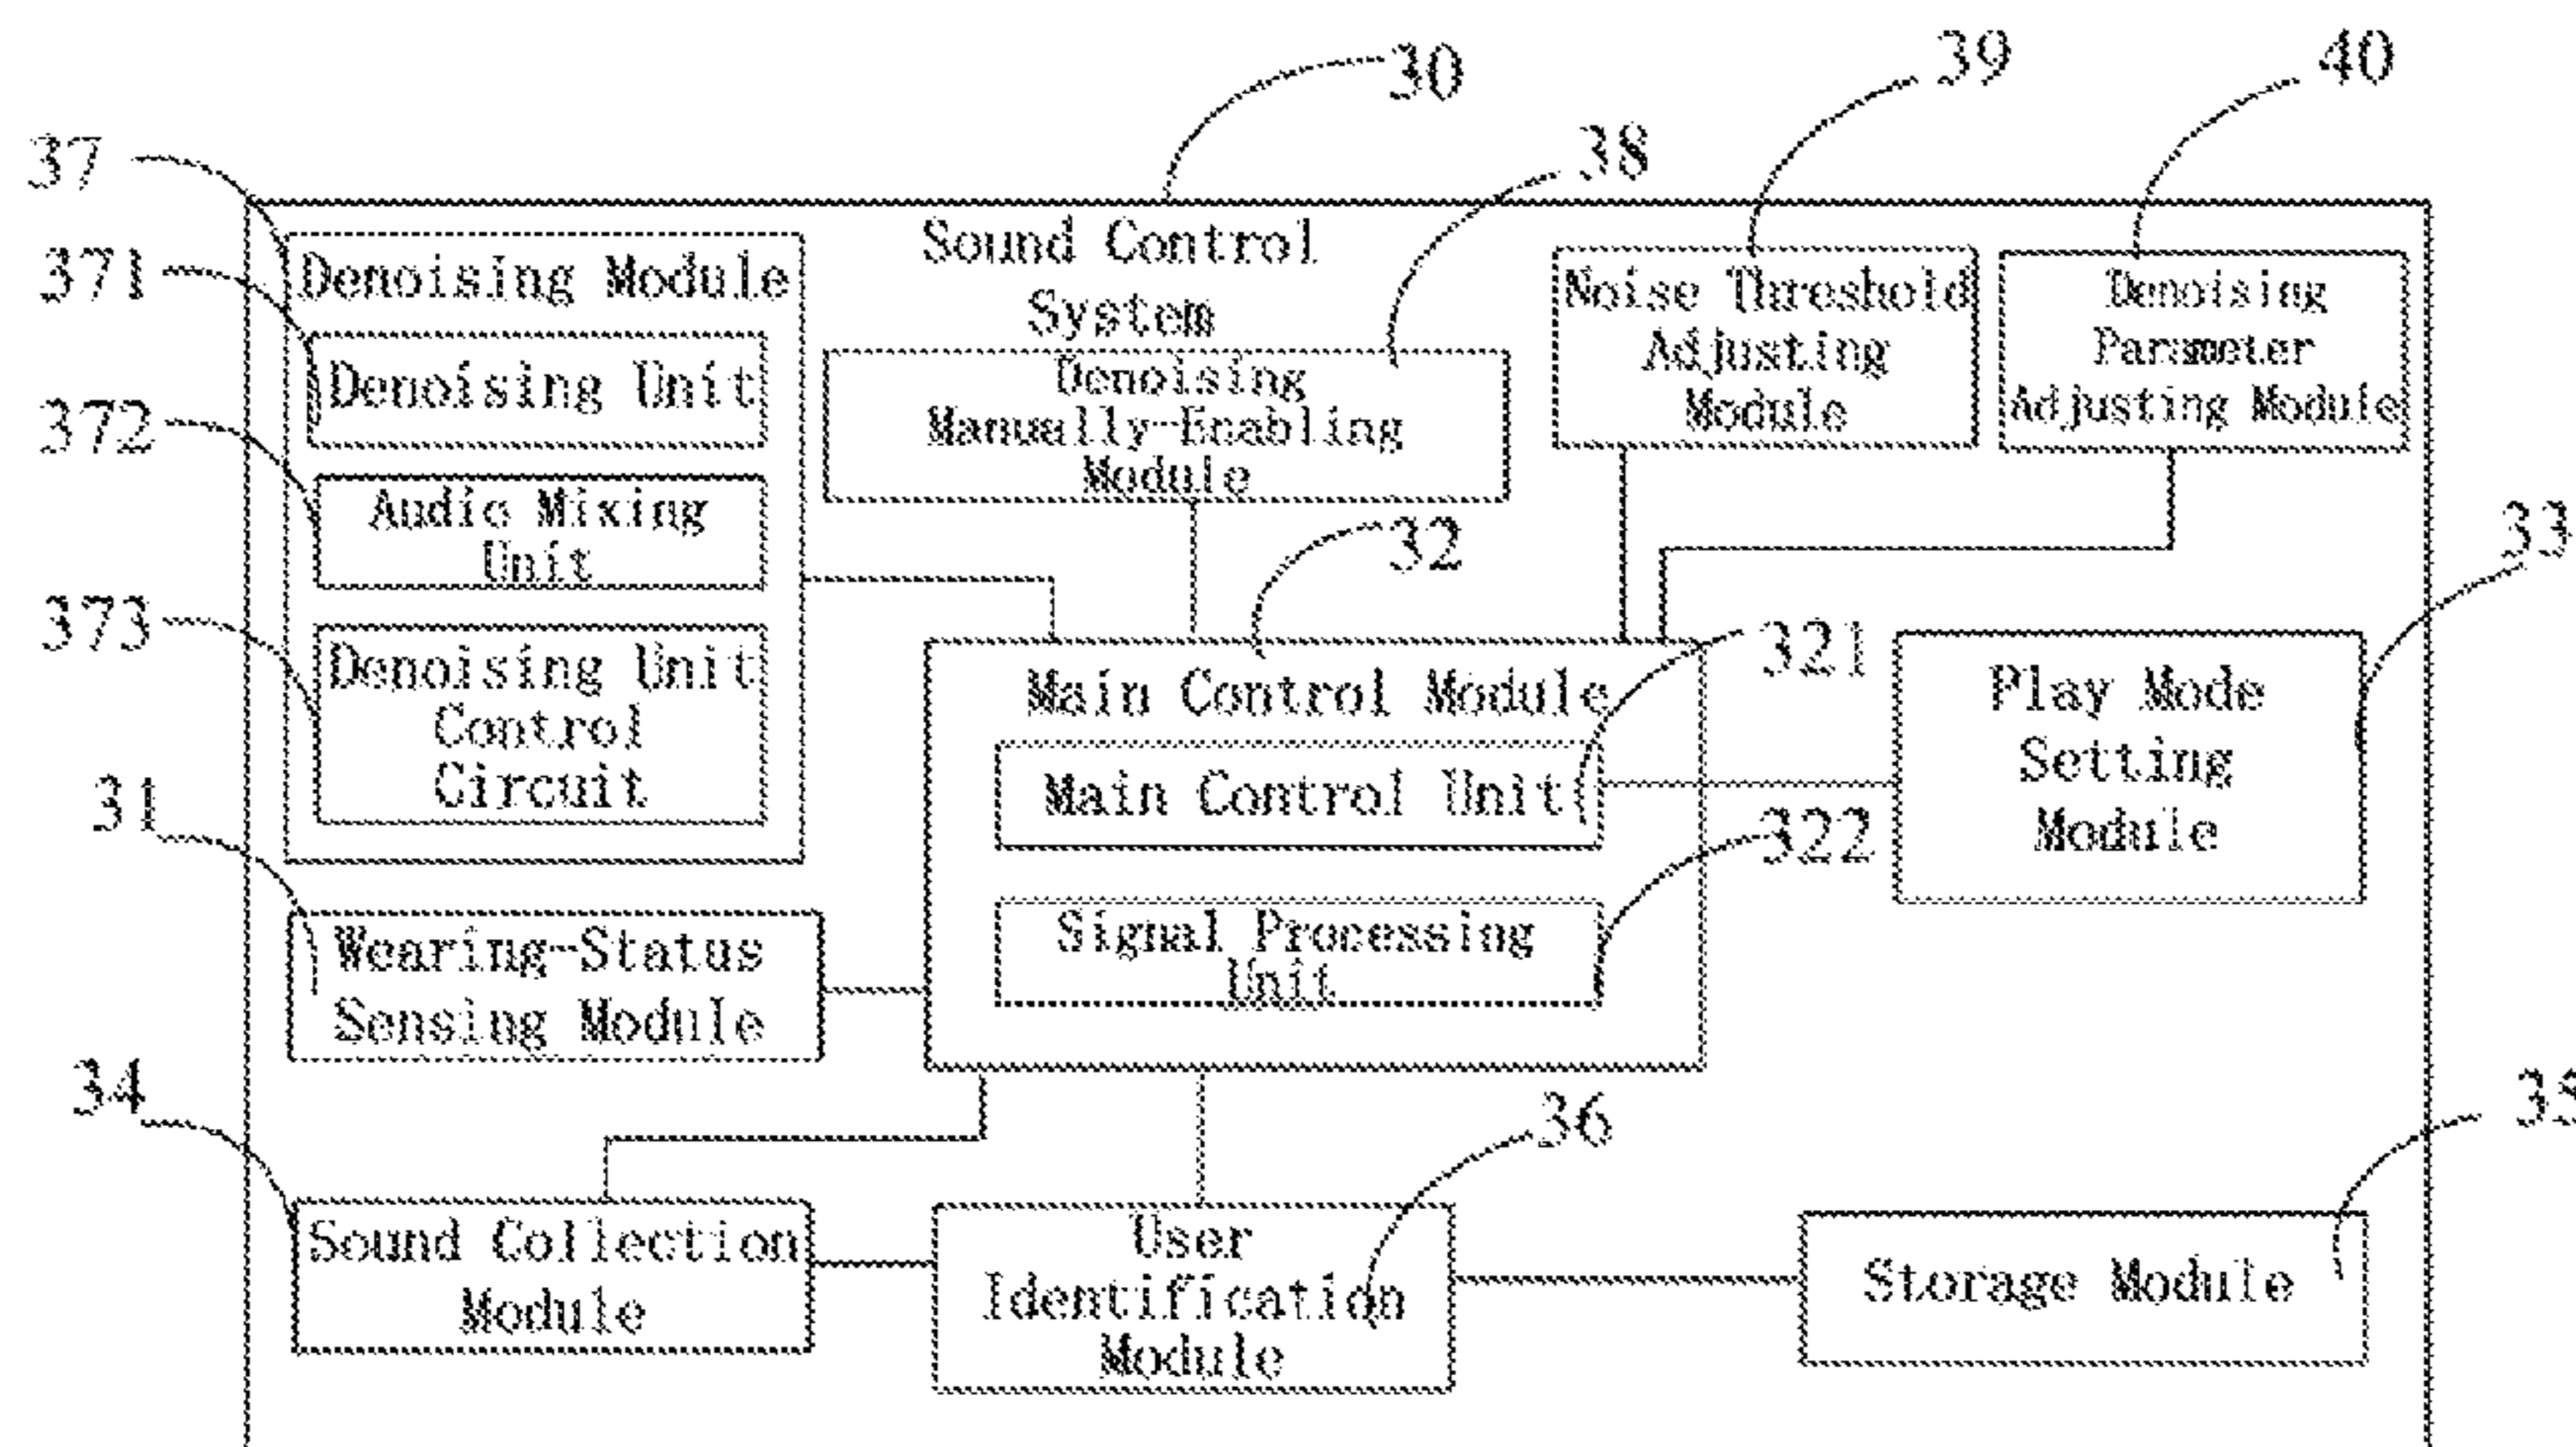 30
39
40
38
37
371
372
373
31
34
Sound Control
System
Denoising Module
Denoising Unit
Audio Mixing
Unit
Denoising Unit
Control
Circuit
Denoising
Manually-Enabling
Module
Noise Threshold
Adjusting
Module
Denoising
Parameter
Adjusting Module
32
33
321
322
Main Control Module
Main Control Unit
Signal Processing
Unit
Play Mode
Setting
Module
Wearing-Status
Sensing Module
36
Sound Collection
Module
User
Identification
Module
Storage Module